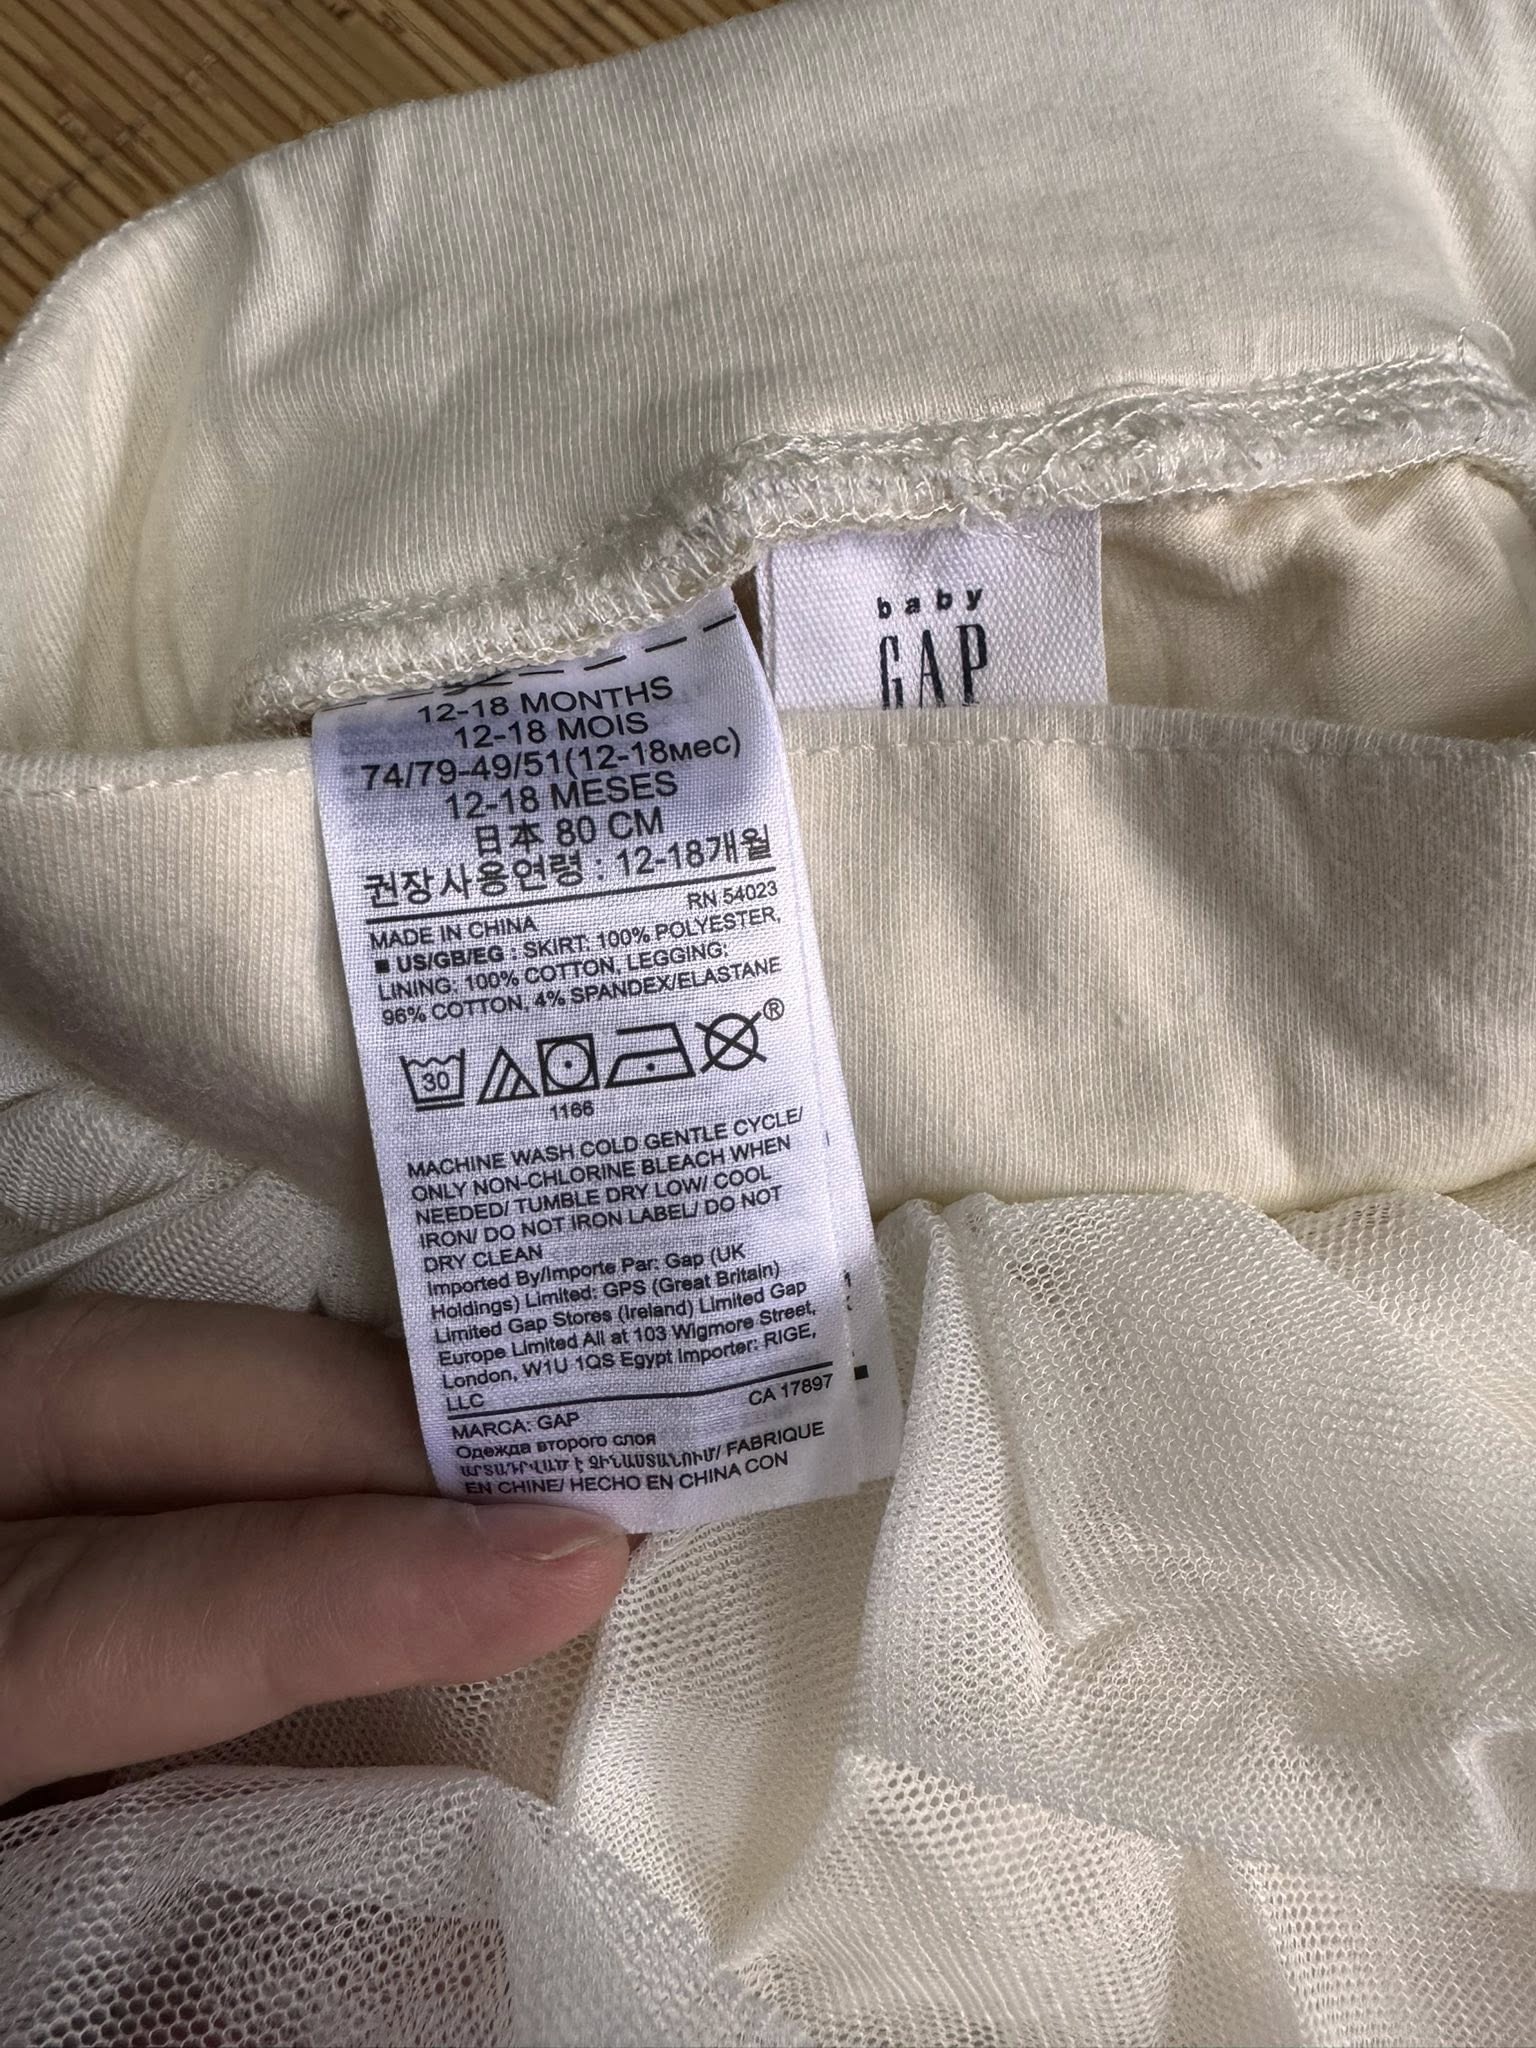 baby
GAP
12-18 MONTHS
12-18 MOIS
74/79-49/51(12-18мес)
12-18 MESES
日本 80 CM
권장사용연령 : 12-18개월
RN 54023
MADE IN CHINA
■ US/GB/EG : SKIRT: 100% POLYESTER,
LINING: 100% COTTON, LEGGING:
96% COTTON, 4% SPANDEX/ELASTANE
30
®
1166
MACHINE WASH COLD GENTLE CYCLE/
ONLY NON-CHLORINE BLEACH WHEN
NEEDED/ TUMBLE DRY LOW/ COOL
IRON/ DO NOT IRON LABEL/ DO NOT
DRY CLEAN
Imported By/Importe Par: Gap (UK
Holdings) Limited: GPS (Great Britain)
Limited Gap Stores (Ireland) Limited Gap
Europe Limited All at 103 Wigmore Street,
London, W1U 1QS Egypt Importer: RIGE,
LLC
CA 17897
MARCA: GAP
Одежда второго слоя
ԱՐՏԱԴՐՎԱԾ Է ՉԻՆԱՍՏԱՆՈՒՄ/ FABRIQUE
EN CHINE/ HECHO EN CHINA CON